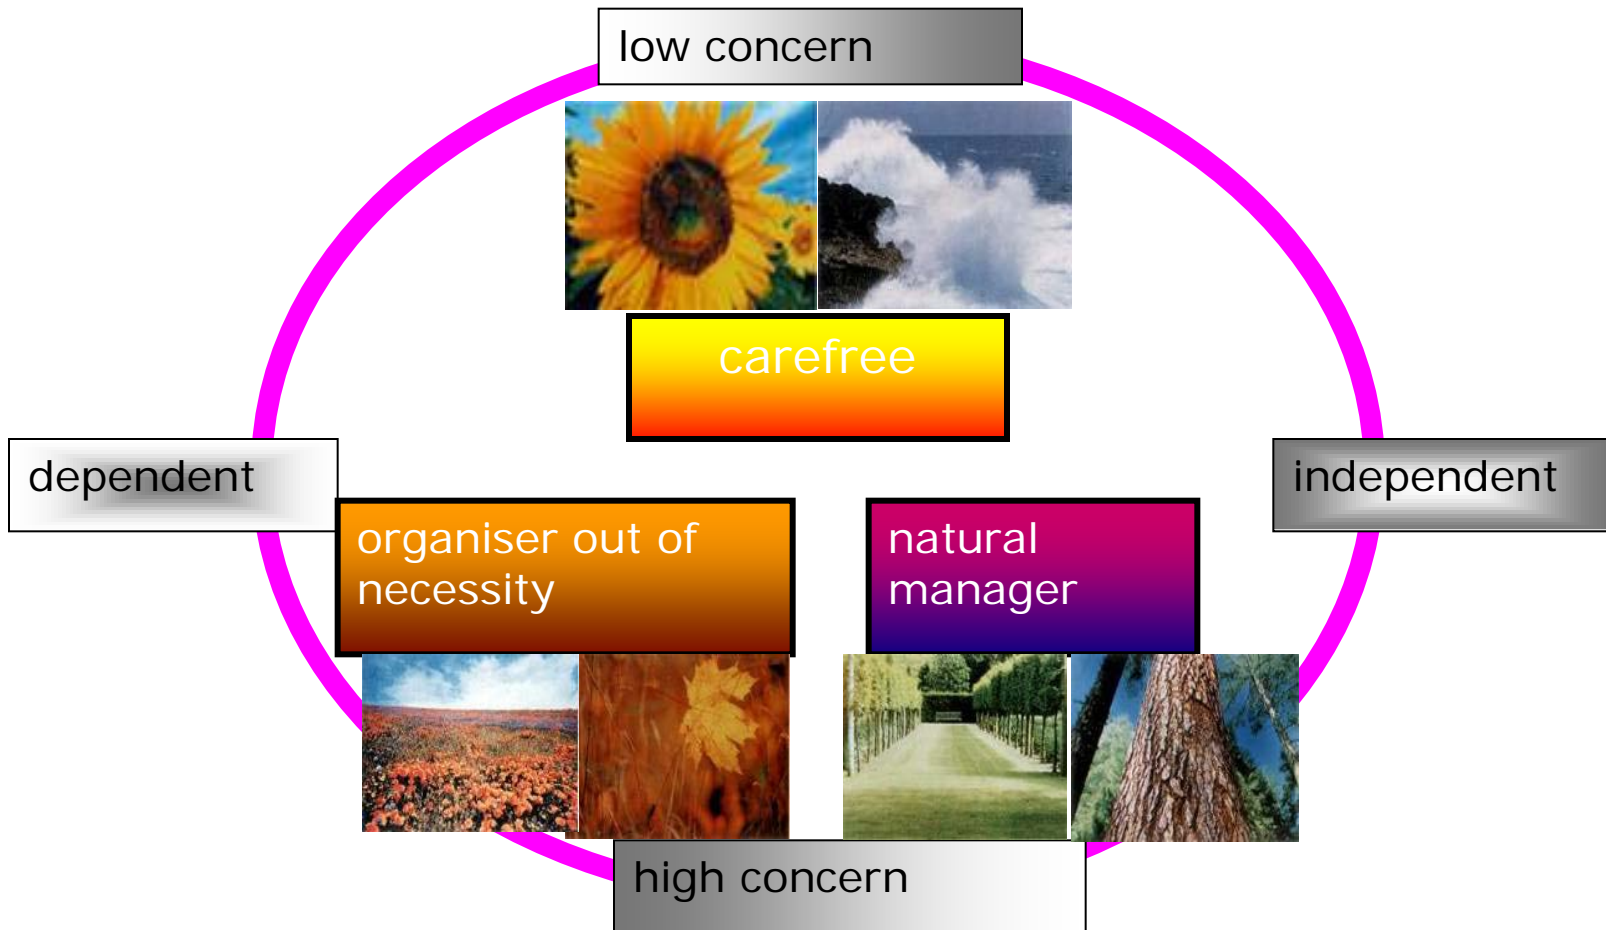 low concern
carefree
dependent
independent
organiser out of
necessity
natural
manager
high concern